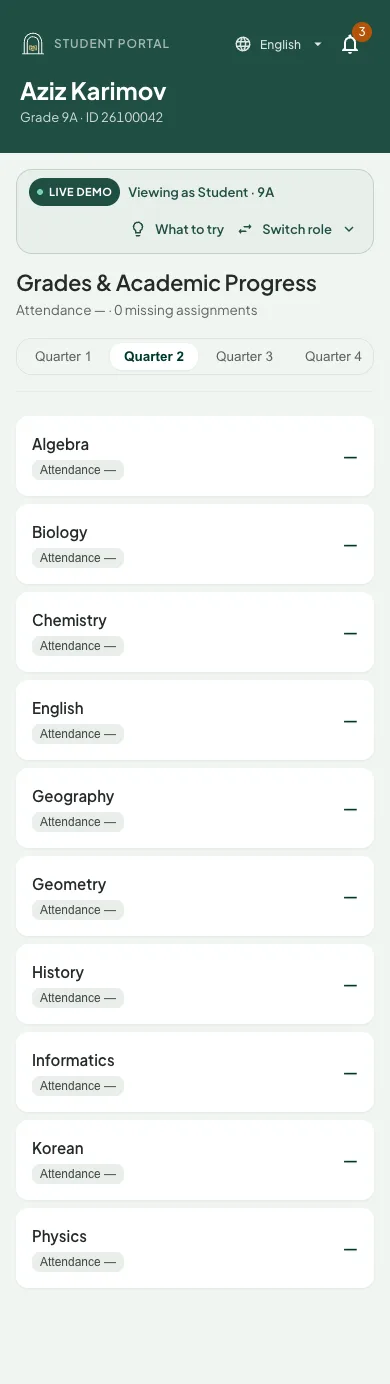 STUDENT PORTAL
English
3
Aziz Karimov
Grade 9A · ID 26100042
LIVE DEMO
Viewing as Student · 9A
What to try
Switch role
Grades & Academic Progress
Attendance — · 0 missing assignments
Quarter 1
Quarter 2
Quarter 3
Quarter 4
Algebra
Attendance —
—
Biology
Attendance —
—
Chemistry
Attendance —
—
English
Attendance —
—
Geography
Attendance —
—
Geometry
Attendance —
—
History
Attendance —
—
Informatics
Attendance —
—
Korean
Attendance —
—
Physics
Attendance —
—